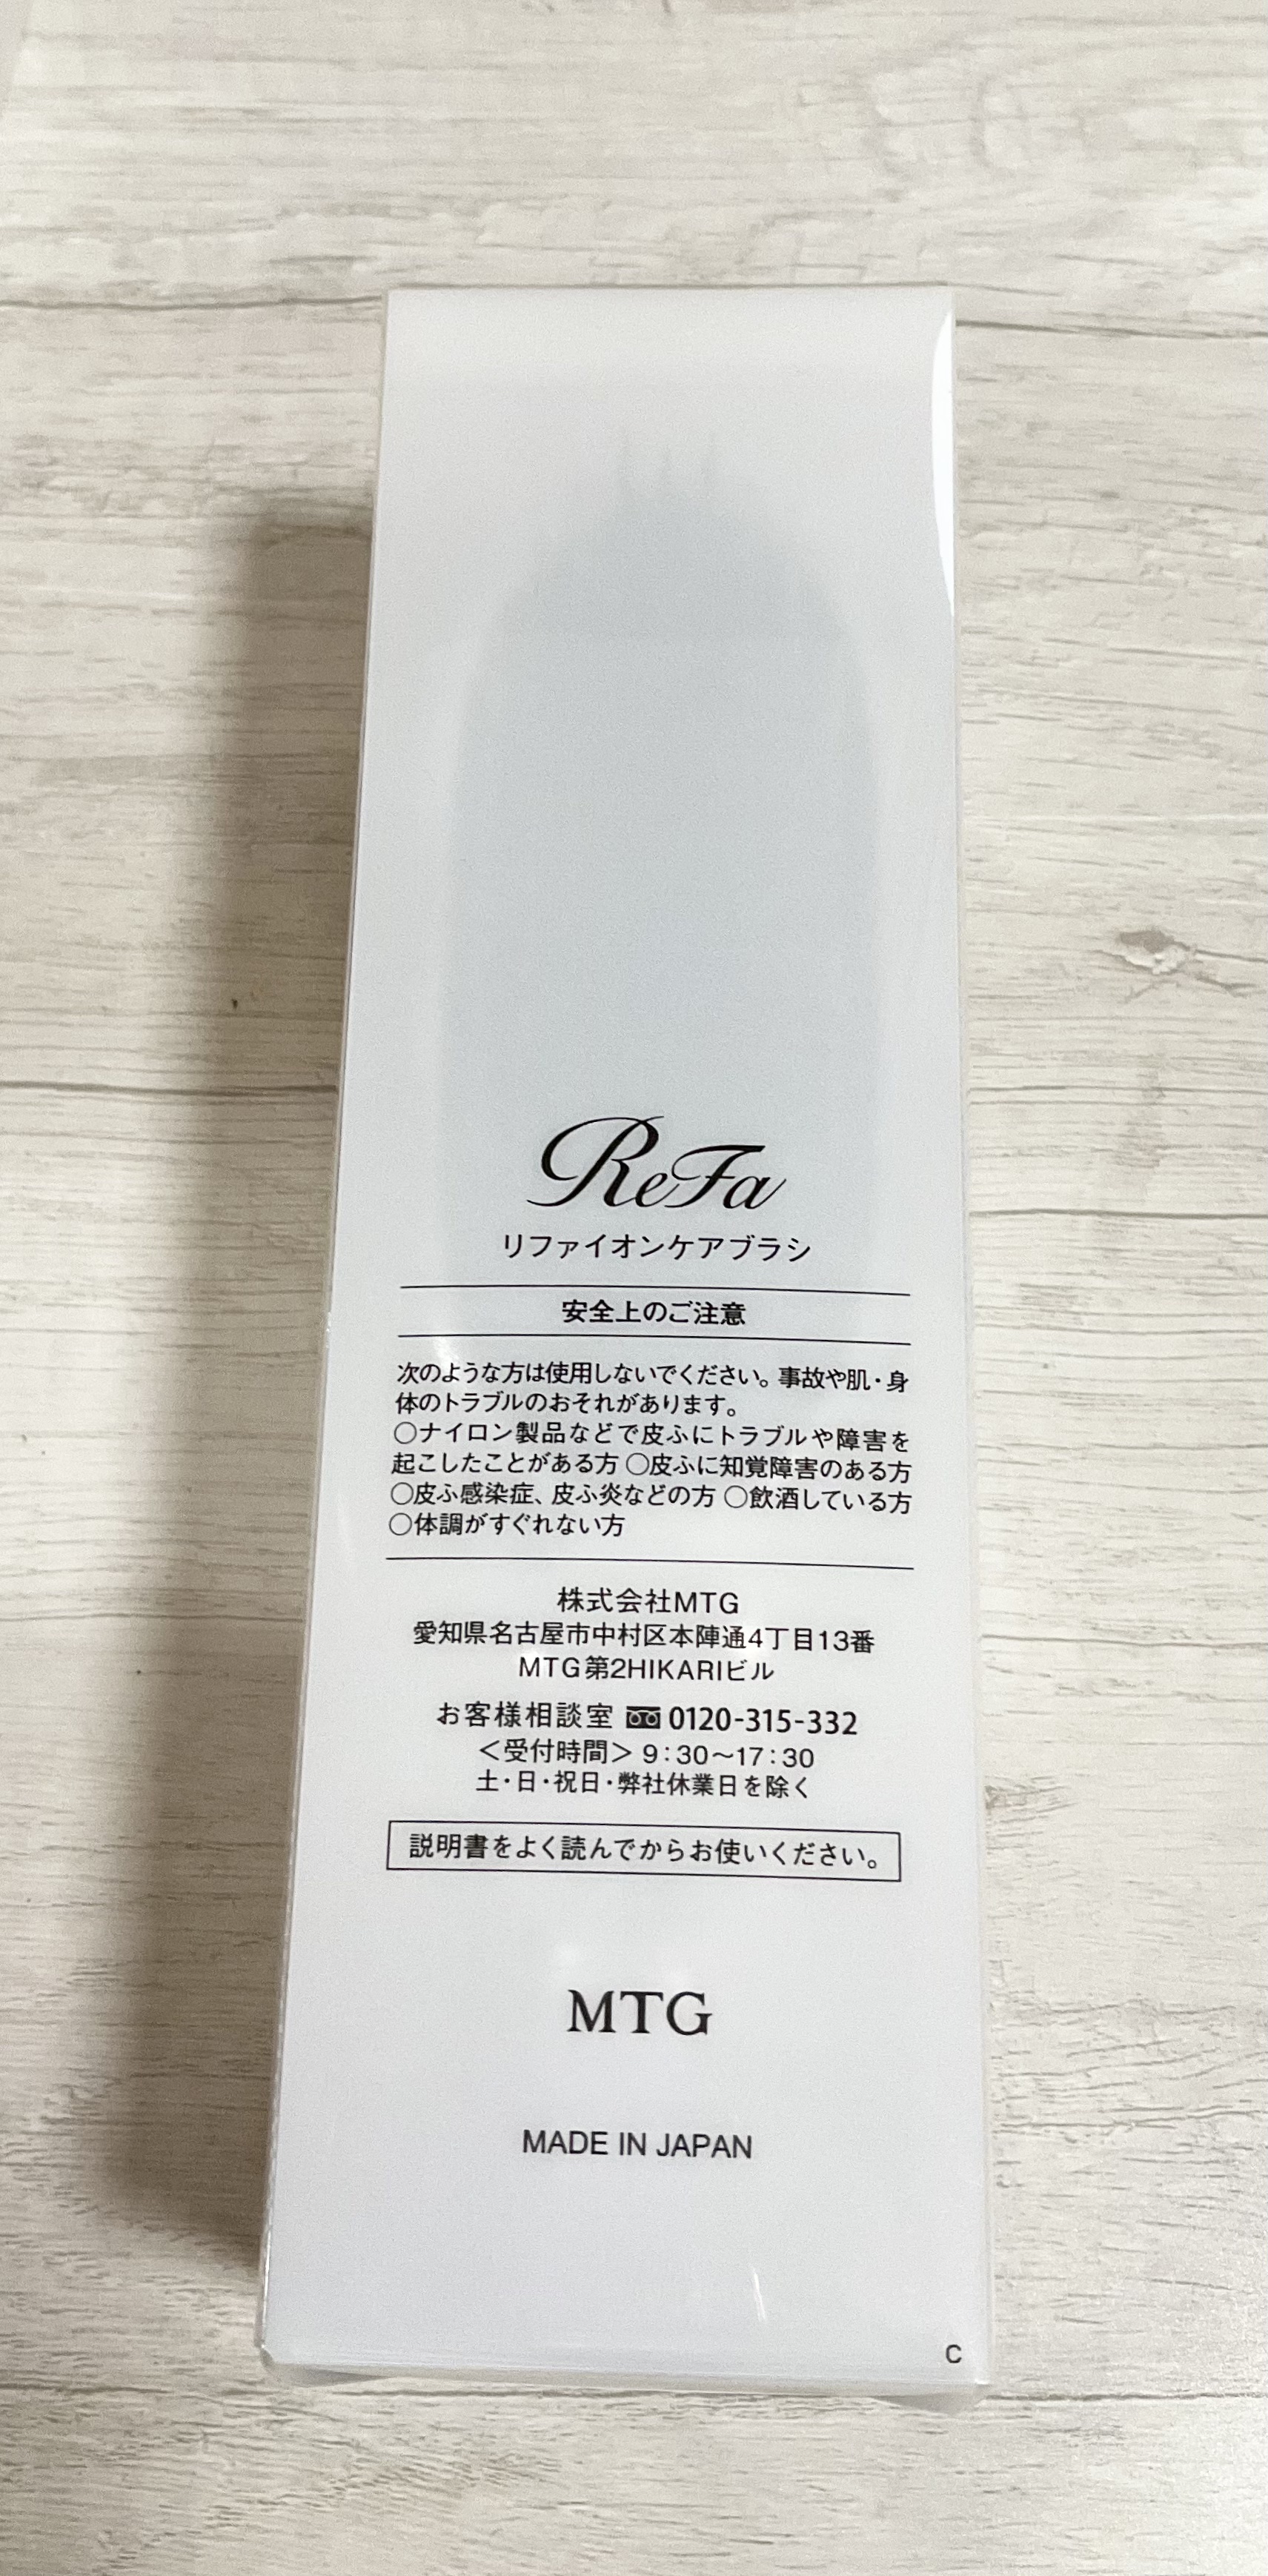 ReFa
リファイオンケアブラシ
安全上のご注意
次のような方は使用しないでください。事故や肌・身
体のトラブルのおそれがあります。
○ナイロン製品などで皮ふにトラブルや障害を
起こしたことがある方 ○皮ふに知覚障害のある方
○皮ふ感染症、皮ふ炎などの方 ○飲酒している方
○体調がすぐれない方
株式会社MTG
愛知県名古屋市中村区本陣通4丁目13番
MTG第2HIKARIビル
お客様相談室 0120-315-332
＜受付時間＞ 9:30～17:30
土・日・祝日・弊社休業日を除く
説明書をよく読んでからお使いください。
MTG
MADE IN JAPAN
C